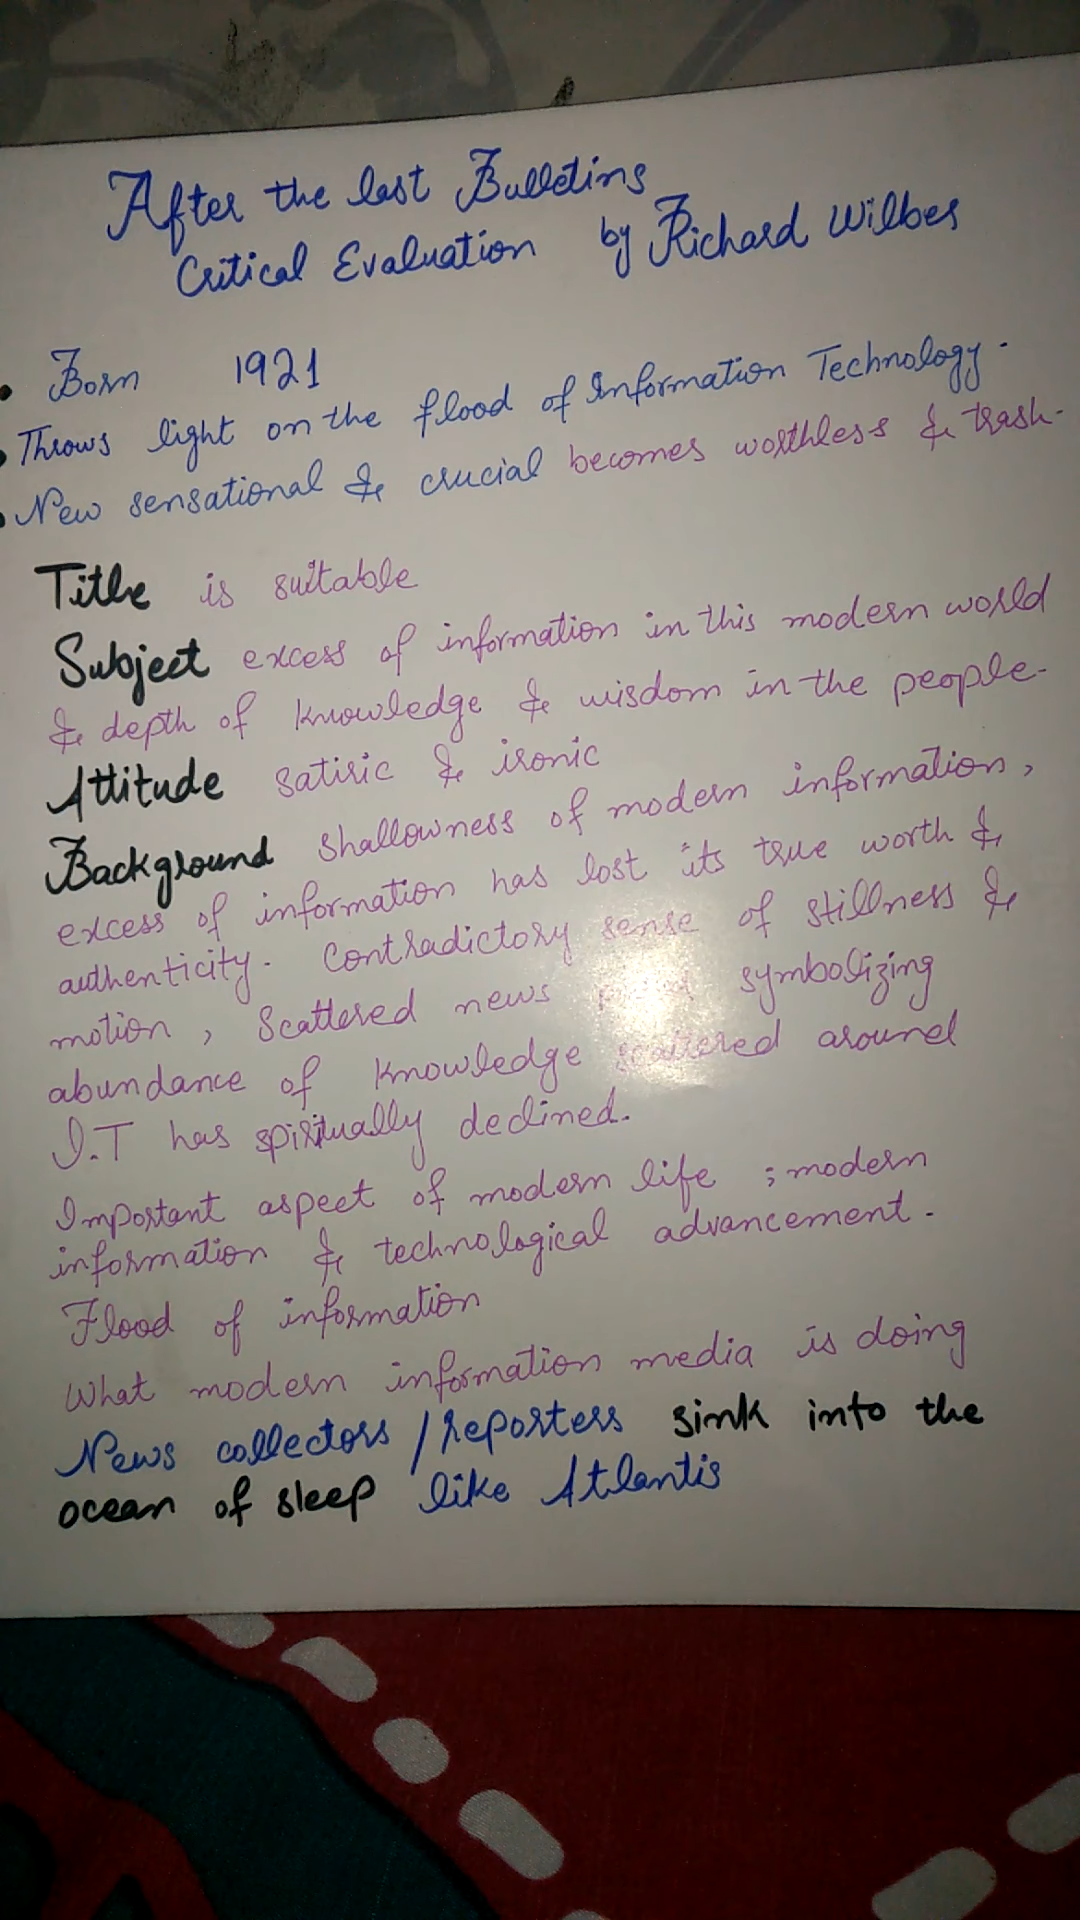 After the last Bulletins
Critical Evaluation by Richard Wilber
Born 1921
Throws light on the flood of Information Technology.
New sensational & crucial becomes worthless & trash.
Title is suitable
Subject excess of information in this modern world
& depth of knowledge & wisdom in the people.
Attitude satiric & ironic
Background shallowness of modern information,
excess of information has lost its true worth &
authenticity. Contradictory sense of stillness &
motion, Scattered news symbolizing
abundance of knowledge scattered around
I.T has spiritually declined.
Important aspect of modern life ; modern
information & technological advancement.
Flood of information
What modern information media is doing
News collectors/reporters sink into the
ocean of sleep like Atlantis